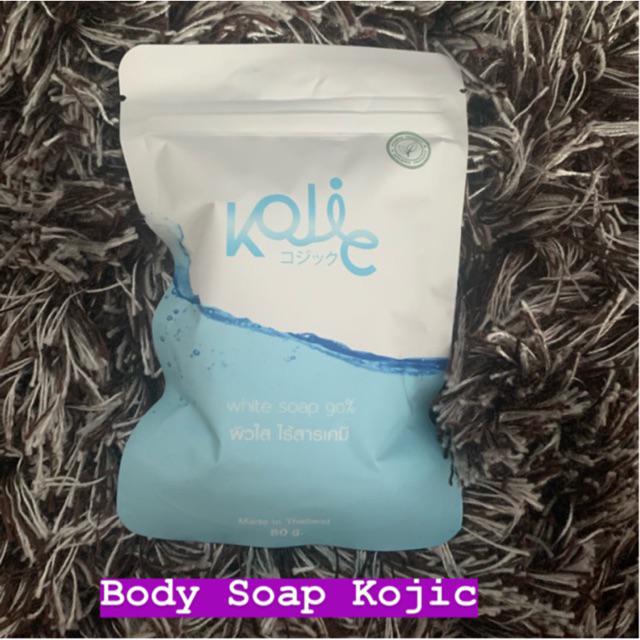 Kojic
コジック
white soap 90%
ผิวใส ไร้สารเคมี
Made in Thailand
80 g.
Body Soap Kojic